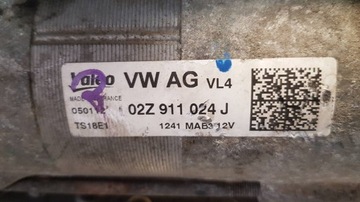 Valeo VW AG VL4
MADE IN FRANCE
02Z 911 024 J
TS18E1 1241 MAB3 12V